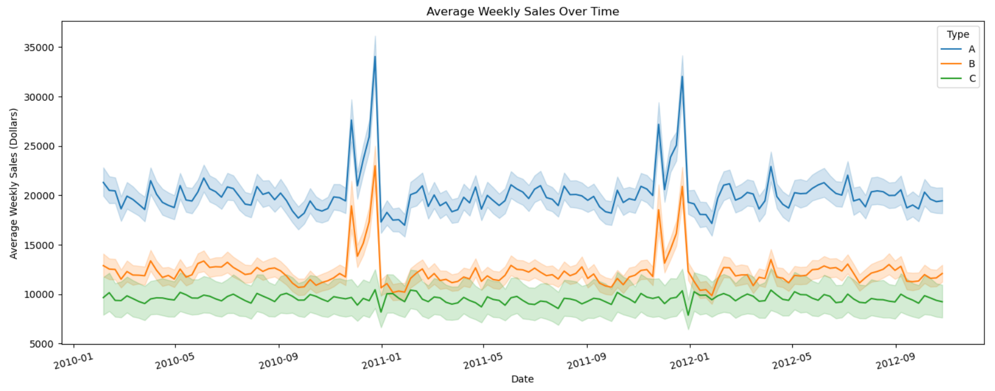 Average Weekly Sales Over Time
Type
A
B
C
Average Weekly Sales (Dollars)
35000
30000
25000
20000
15000
10000
5000
2010-01
2010-05
2010-09
2011-01
2011-05
2011-09
2012-01
2012-05
2012-09
Date